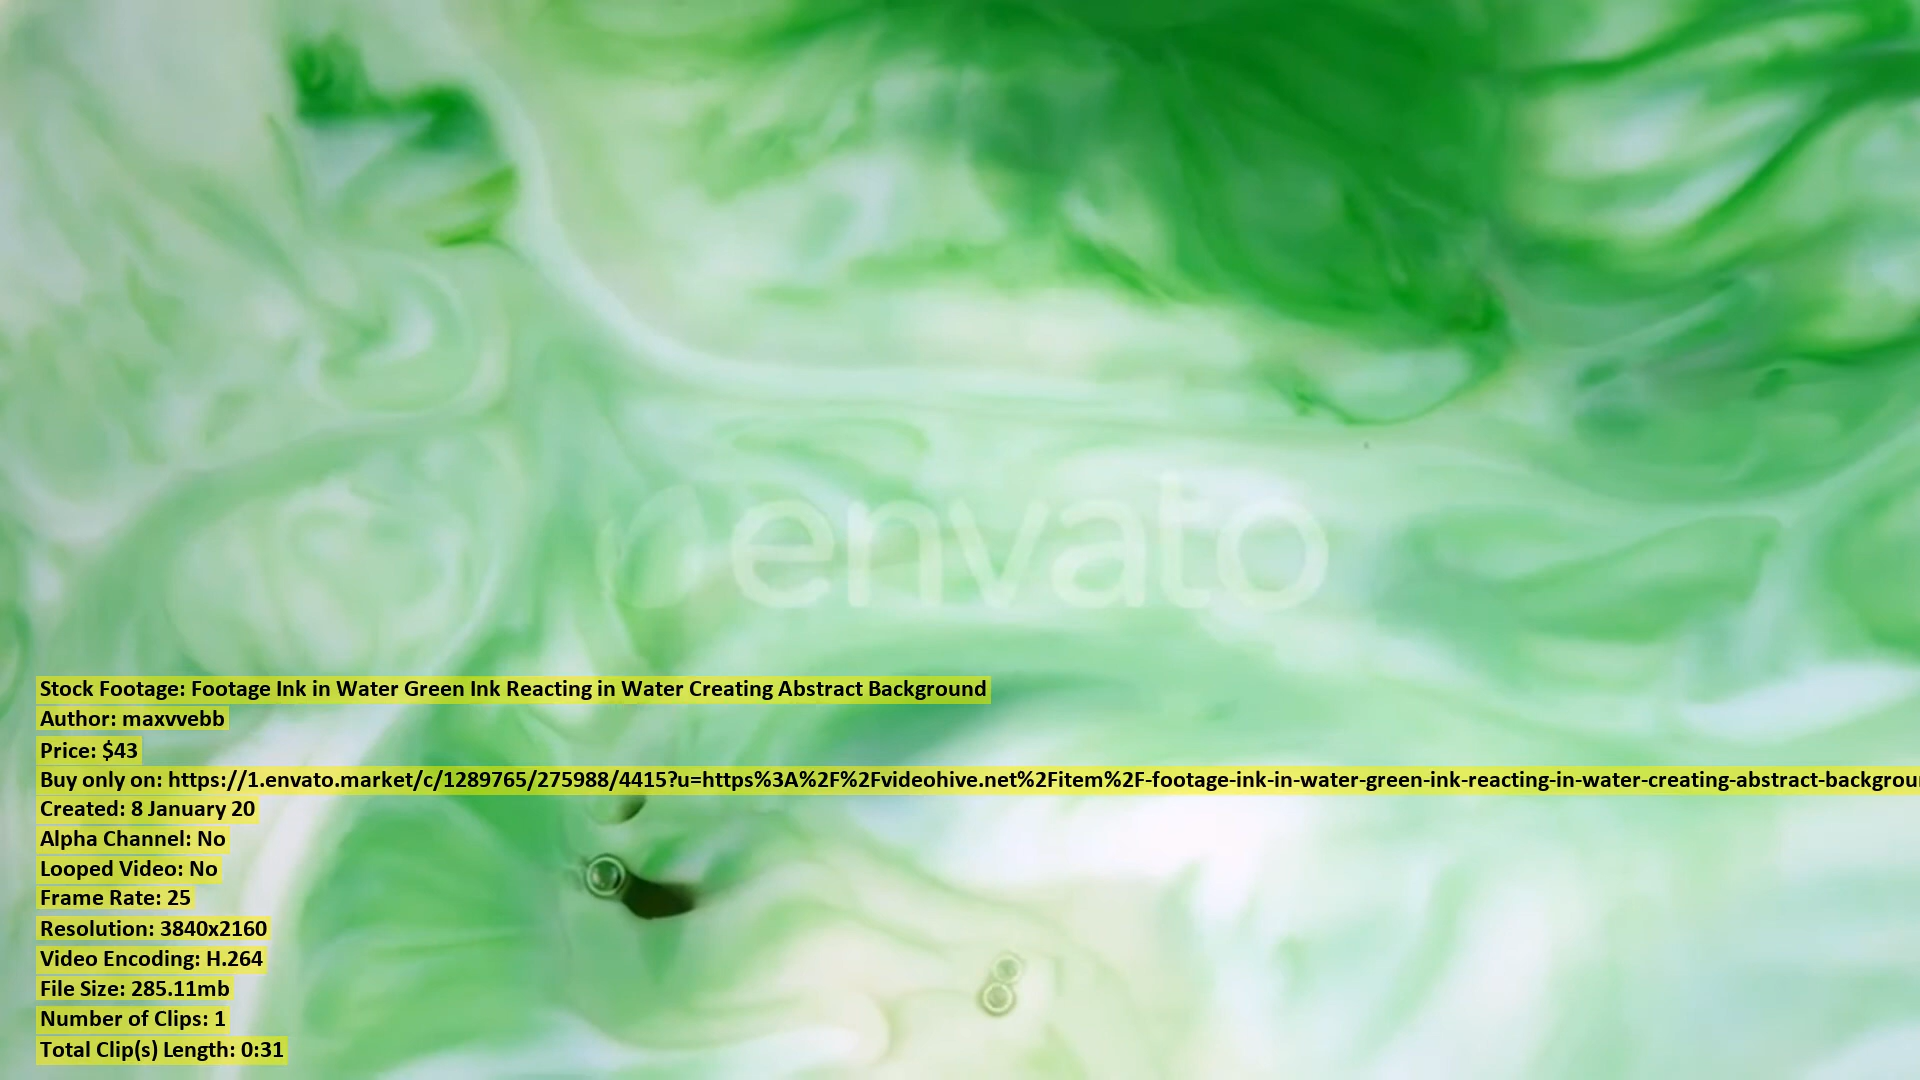 envato
Stock Footage: Footage Ink in Water Green Ink Reacting in Water Creating Abstract Background
Author: maxvvebb
Price: $43
Buy only on: https://1.envato.market/c/1289765/275988/4415?u=https%3A%2F%2Fvideohive.net%2Fitem%2F-footage-ink-in-water-green-ink-reacting-in-water-creating-abstract-backgrou
Created: 8 January 20
Alpha Channel: No
Looped Video: No
Frame Rate: 25
Resolution: 3840x2160
Video Encoding: H.264
File Size: 285.11mb
Number of Clips: 1
Total Clip(s) Length: 0:31